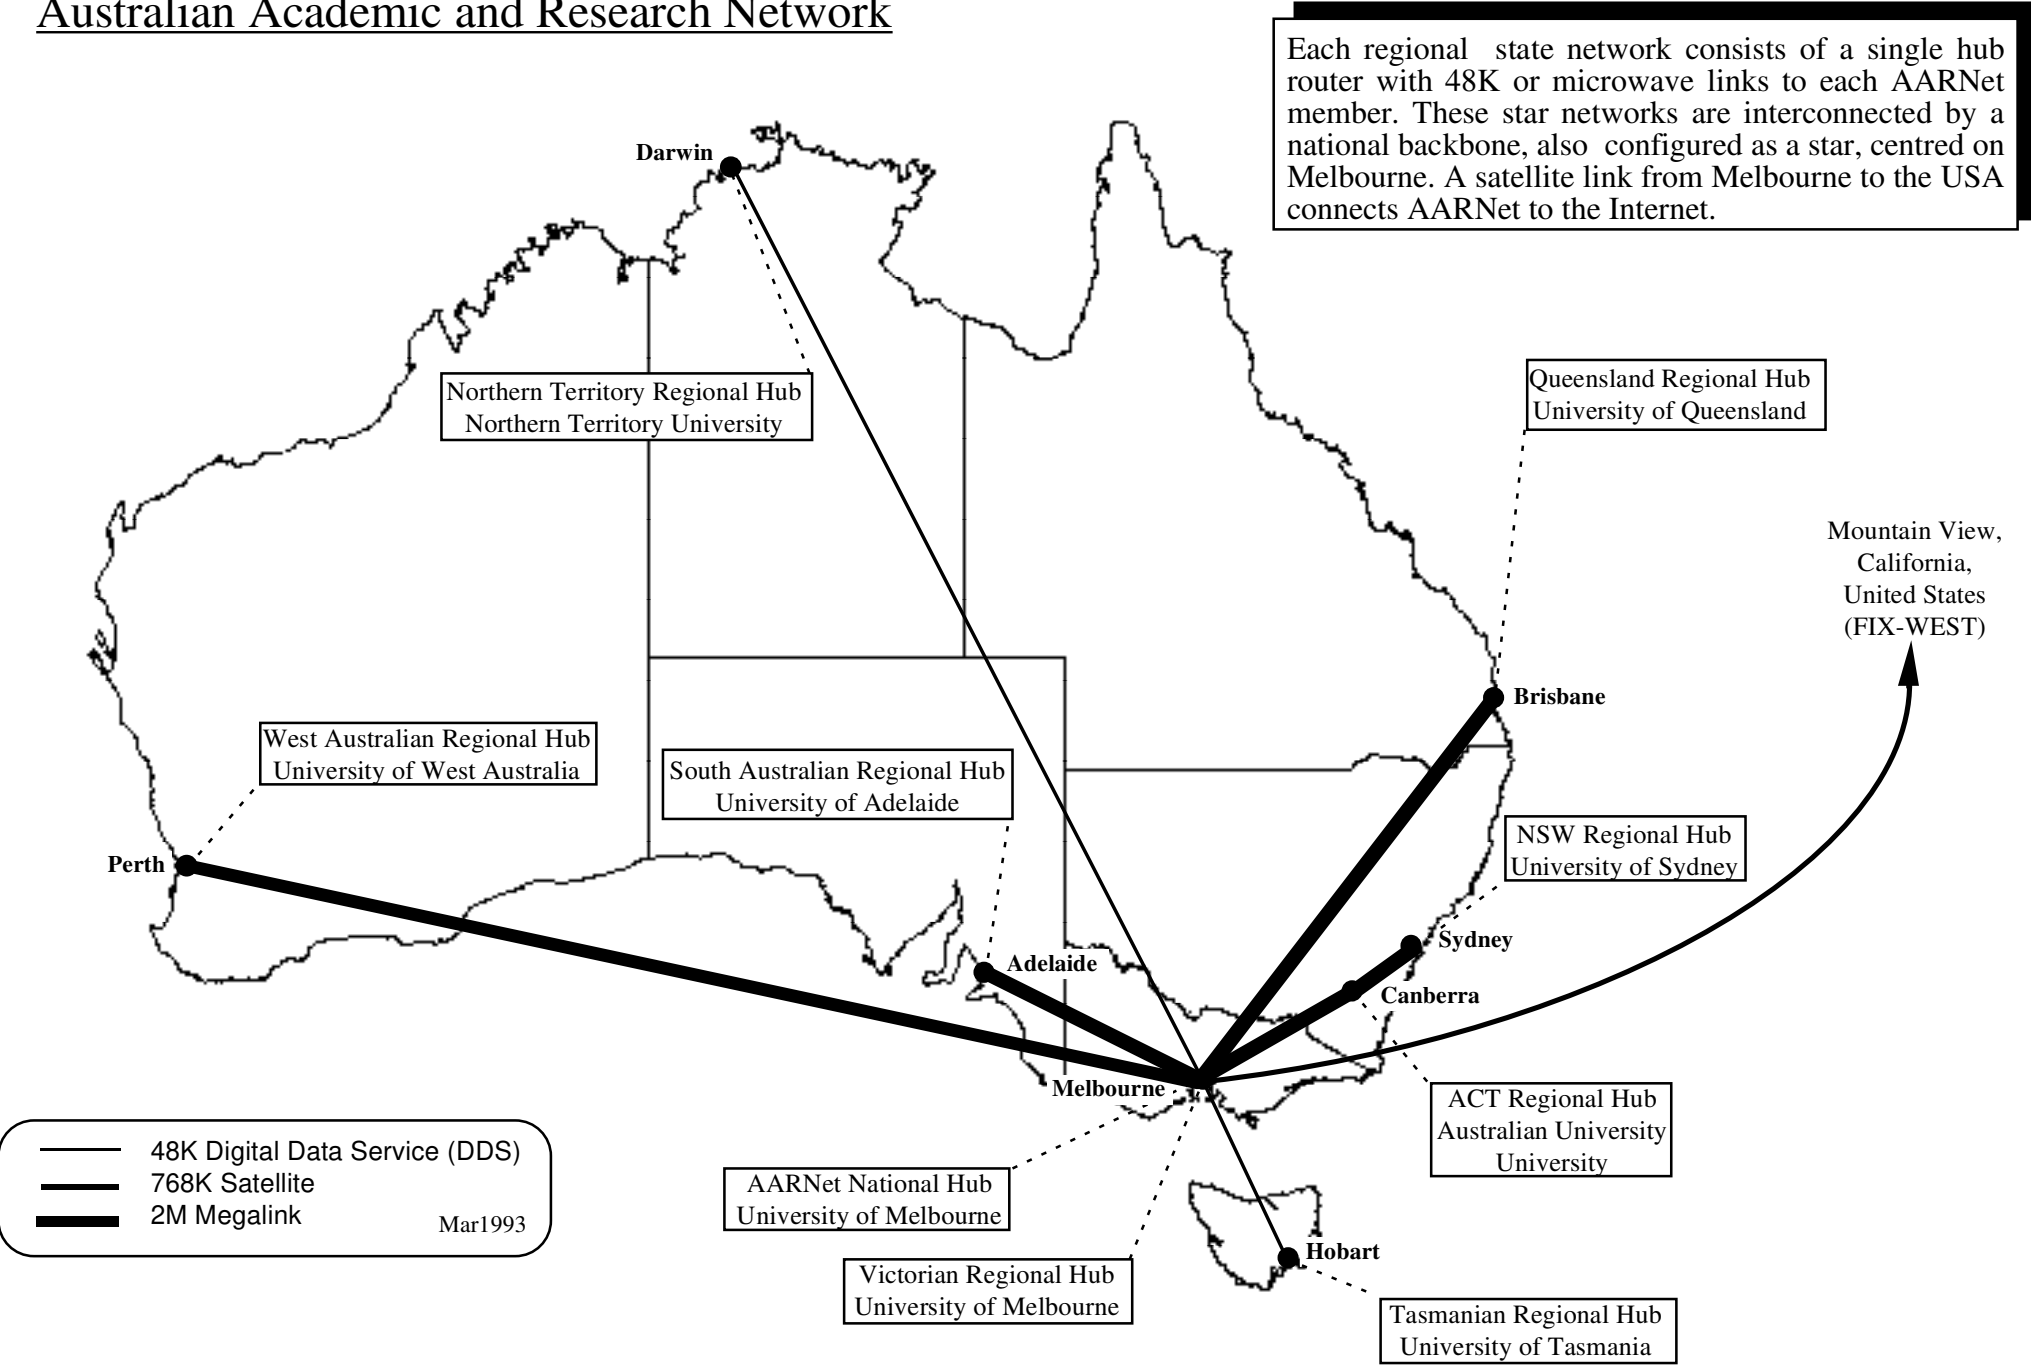 Australian Academic and Research Network
Each regional state network consists of a single hub
router with 48K or microwave links to each AARNet
member. These star networks are interconnected by a
national backbone, also configured as a star, centred on
Melbourne. A satellite link from Melbourne to the USA
connects AARNet to the Internet.
Darwin
Northern Territory Regional Hub
Northern Territory University
Queensland Regional Hub
University of Queensland
Mountain View,
California,
United States
(FIX-WEST)
Brisbane
West Australian Regional Hub
University of West Australia
South Australian Regional Hub
University of Adelaide
NSW Regional Hub
University of Sydney
Perth
Sydney
Adelaide
Canberra
Melbourne
ACT Regional Hub
Australian University
University
48K Digital Data Service (DDS)
768K Satellite
2M Megalink
Mar1993
AARNet National Hub
University of Melbourne
Hobart
Victorian Regional Hub
University of Melbourne
Tasmanian Regional Hub
University of Tasmania